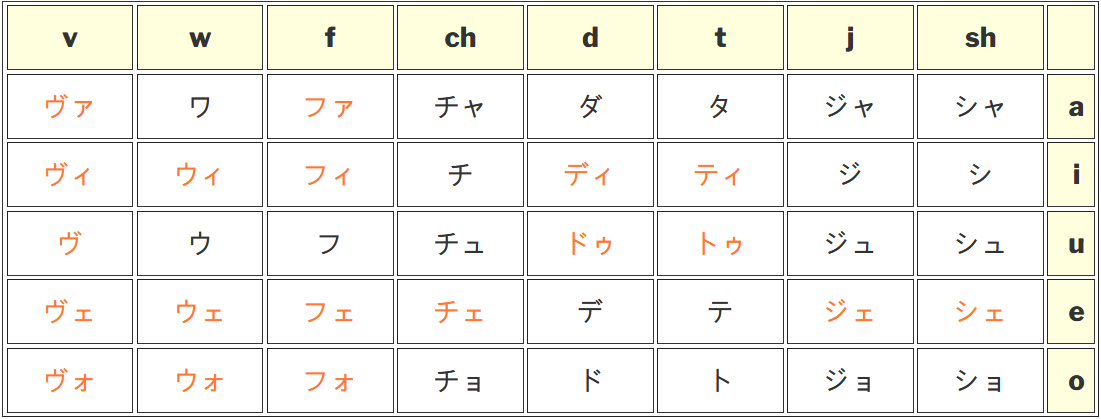 v w f ch d t j sh
ヴァ ワ ファ チャ ダ タ ジャ シャ a
ヴィ ウィ フィ チ ディ ティ ジ シ i
ヴ ウ フ チュ ドゥ トゥ ジュ シュ u
ヴェ ウェ フェ チェ デ テ ジェ シェ e
ヴォ ウォ フォ チョ ド ト ジョ ショ o